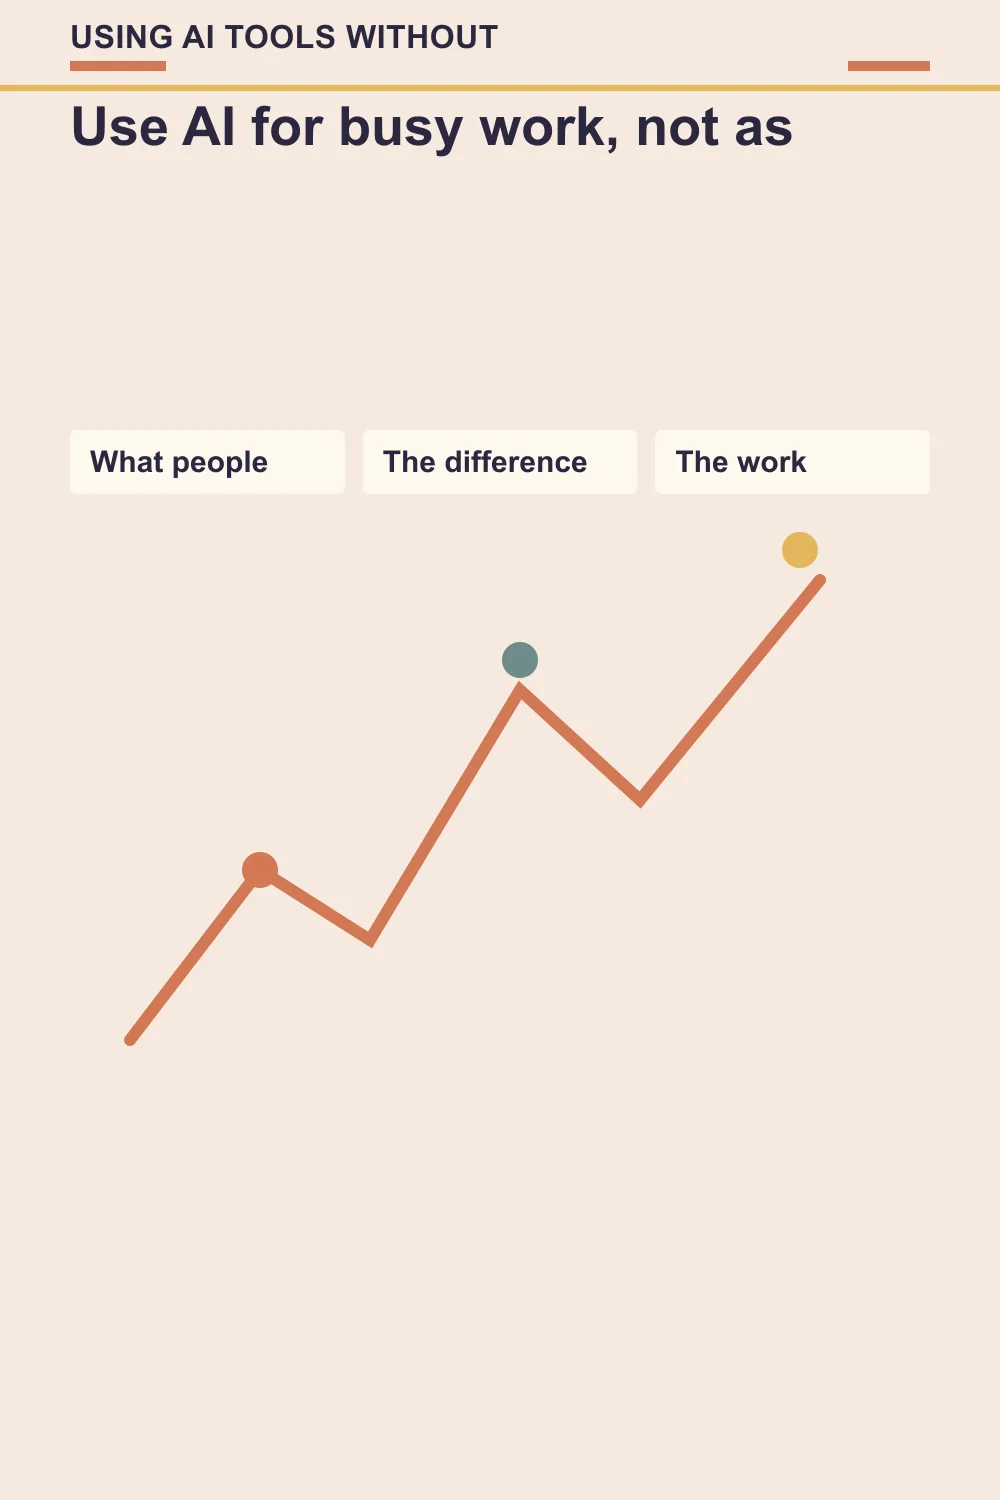 USING AI TOOLS WITHOUT
Use AI for busy work, not as
What people
The difference
The work